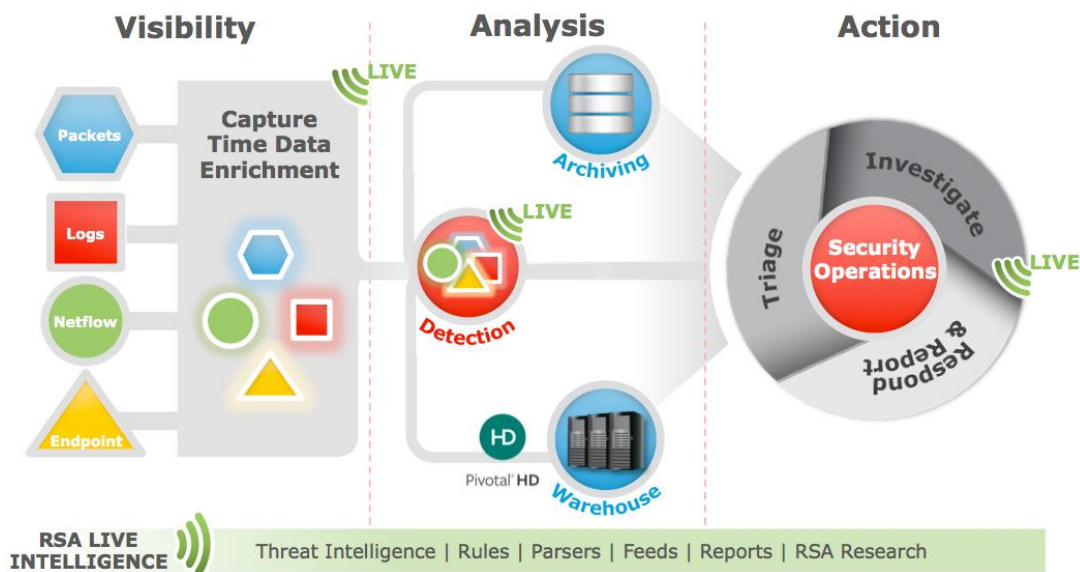 Visibility
Analysis
Action
Packets
Logs
Netflow
Endpoint
Capture
Time Data
Enrichment
LIVE
Archiving
LIVE
Detection
HD
Pivotal HD
Warehouse
Triage
Investigate
Respond
& Report
Security
Operations
LIVE
RSA LIVE
INTELLIGENCE
Threat Intelligence | Rules | Parsers | Feeds | Reports | RSA Research